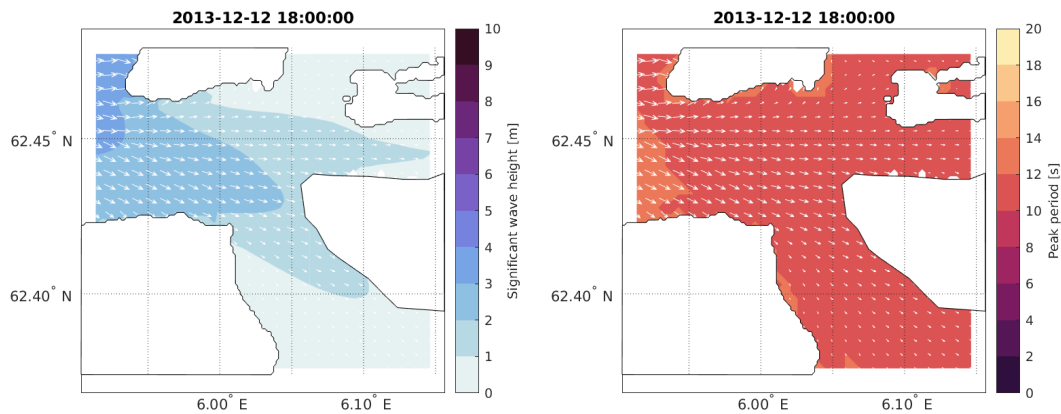 2013-12-12 18:00:00
62.45° N
62.40° N
6.00° E
6.10° E
10
9
8
7
6
5
4
3
2
1
0
Significant wave height [m]
2013-12-12 18:00:00
62.45° N
62.40° N
6.00° E
6.10° E
20
18
16
14
12
10
8
6
4
2
0
Peak period [s]